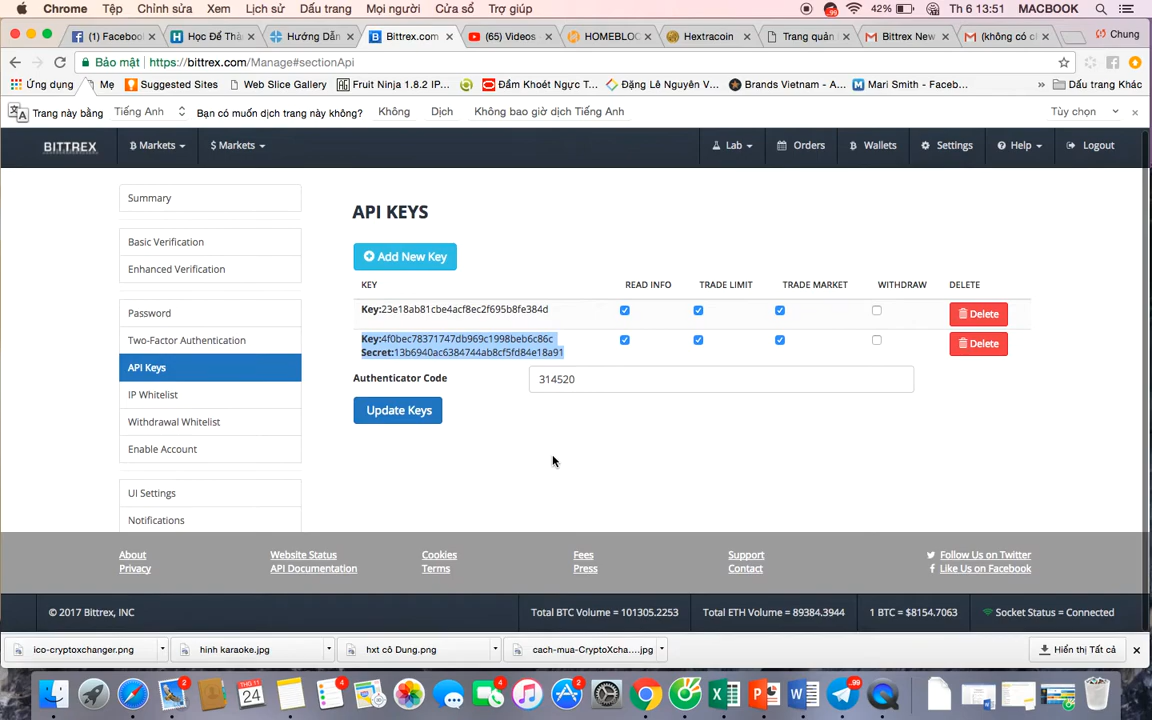 Chrome Tệp Chỉnh sửa Xem Lịch sử Dấu trang Mọi người Cửa sổ Trợ giúp 42% Th 6 13:51 MACBOOK
(1) Facebo Học Để Thà Hướng Dẫn Bittrex.com (65) Videos HOMEBLOC Hextracoin Trang quản Bittrex New (không có c Chung
Bảo mật https://bittrex.com/Manage#sectionApi
Ứng dụng Mẹ Suggested Sites Web Slice Gallery Fruit Ninja 1.8.2 IP... Đầm Khoét Ngực T... Đặng Lê Nguyên V... Brands Vietnam - A... Mari Smith - Faceb... » Dấu trang Khác
Trang này bằng Tiếng Anh Bạn có muốn dịch trang này không? Không Dịch Không bao giờ dịch Tiếng Anh Tùy chọn
BITTREX B Markets $ Markets Lab Orders Wallets Settings Help Logout
Summary
Basic Verification
Enhanced Verification
Password
Two-Factor Authentication
API Keys
IP Whitelist
Withdrawal Whitelist
Enable Account
UI Settings
Notifications
API KEYS
Add New Key
KEY READ INFO TRADE LIMIT TRADE MARKET WITHDRAW DELETE
Key:23e18ab81cbe4acf8ec2f695b8fe384d Delete
Key:4f0bec78371747db969c1998beb6c86c Delete
Secret:13b6940ac6384744ab8cf5fd84e18a91
Authenticator Code 314520
Update Keys
About Website Status Cookies Fees Support Follow Us on Twitter
Privacy API Documentation Terms Press Contact Like Us on Facebook
© 2017 Bittrex, INC Total BTC Volume = 101305.2253 Total ETH Volume = 89384.3944 1 BTC = $8154.7063 Socket Status = Connected
ico-cryptoxchanger.png hinh karaoke.jpg hxt cô Dung.png cach-mua-CryptoXcha....jpg Hiển thị Tất cả
2 THG 11 24 4 4 2 99